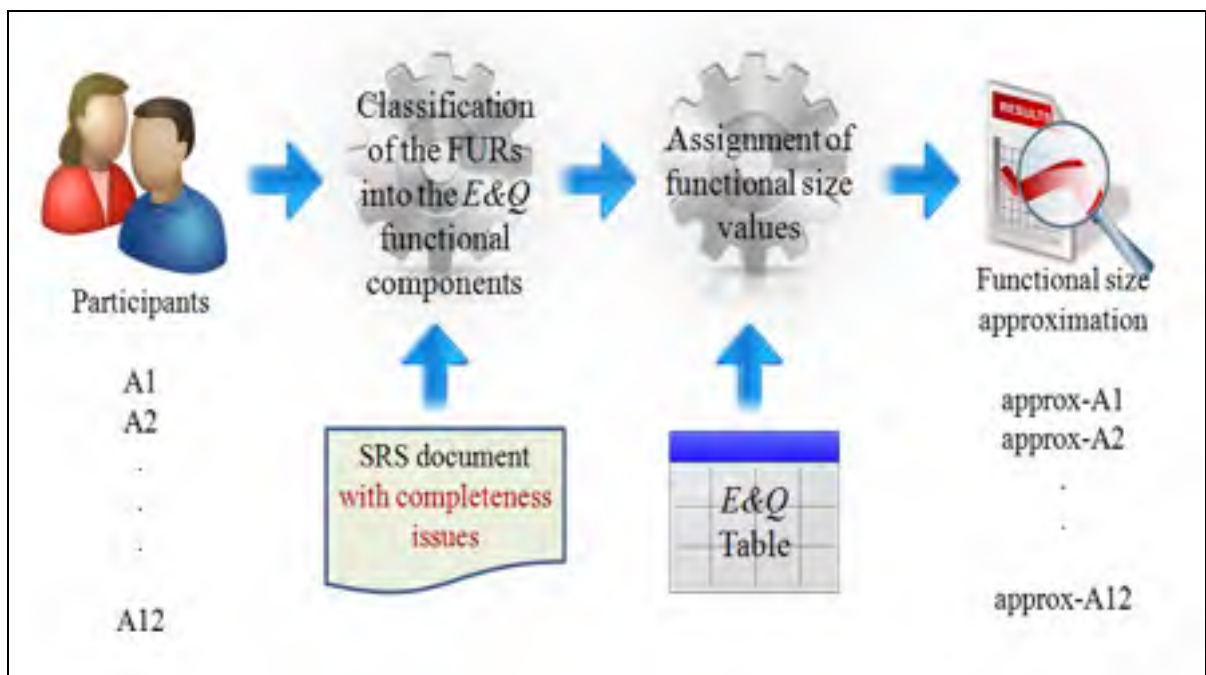 Participants
A1
A2
.
.
.
A12
Classification
of the FURs
into the E&Q
functional
components
SRS document
with completeness
issues
Assignment of
functional size
values
E&Q
Table
RESULTS
Functional size
approximation
approx-A1
approx-A2
.
.
approx-A12